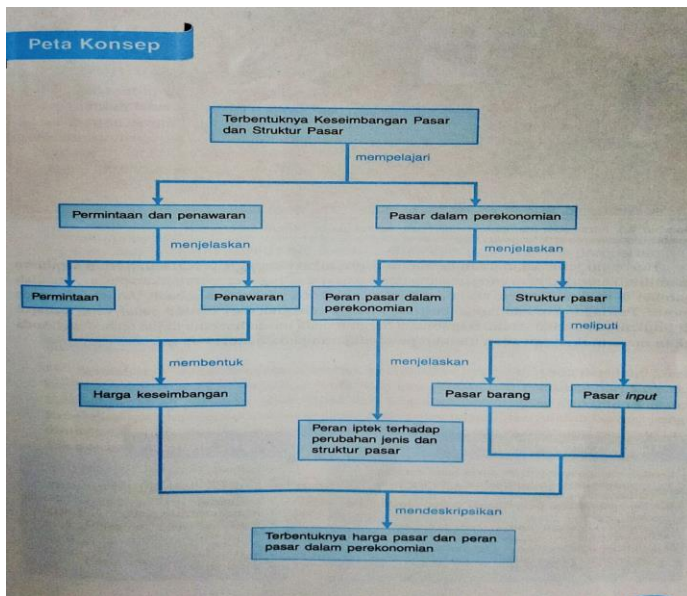 Peta Konsep
Terbentuknya Keseimbangan Pasar
dan Struktur Pasar
mempelajari
Permintaan dan penawaran
Pasar dalam perekonomian
menjelaskan
menjelaskan
Permintaan
Penawaran
Peran pasar dalam
perekonomian
Struktur pasar
meliputi
membentuk
menjelaskan
Harga keseimbangan
Pasar barang
Pasar input
Peran iptek terhadap
perubahan jenis dan
struktur pasar
mendeskripsikan
Terbentuknya harga pasar dan peran
pasar dalam perekonomian